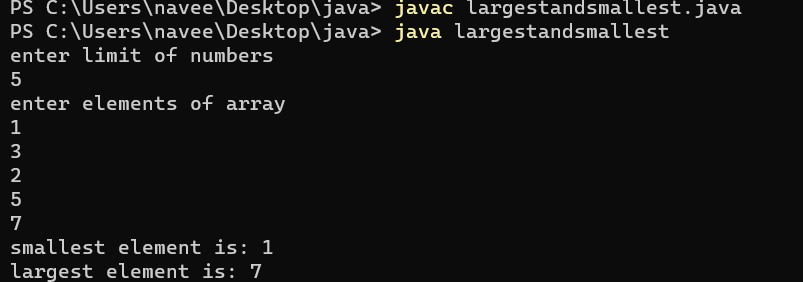 PS C:\Users\navee\Desktop\java> javac largestandsmallest.java
PS C:\Users\navee\Desktop\java> java largestandsmallest
enter limit of numbers
5
enter elements of array
1
3
2
5
7
smallest element is: 1
largest element is: 7